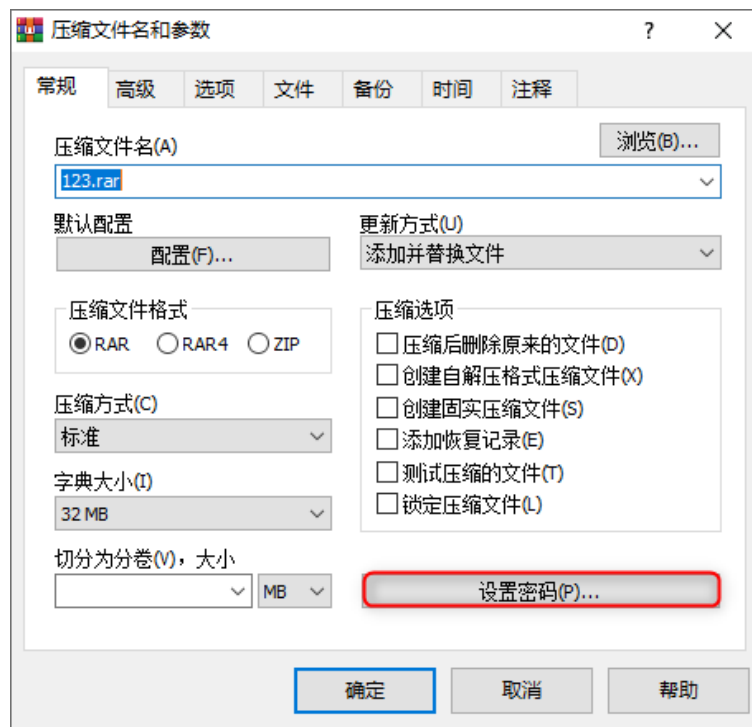 压缩文件名和参数 ?
常规 高级 选项 文件 备份 时间 注释
压缩文件名(A) 浏览(B)...
123.rar
默认配置 更新方式(U)
配置(F)... 添加并替换文件
压缩文件格式 压缩选项
RAR RAR4 ZIP 压缩后删除原来的文件(D)
创建自解压格式压缩文件(X)
压缩方式(C) 创建固实压缩文件(S)
标准 添加恢复记录(E)
字典大小(I) 测试压缩的文件(T)
32 MB 锁定压缩文件(L)
切分为分卷(V)，大小
MB 设置密码(P)...
确定 取消 帮助